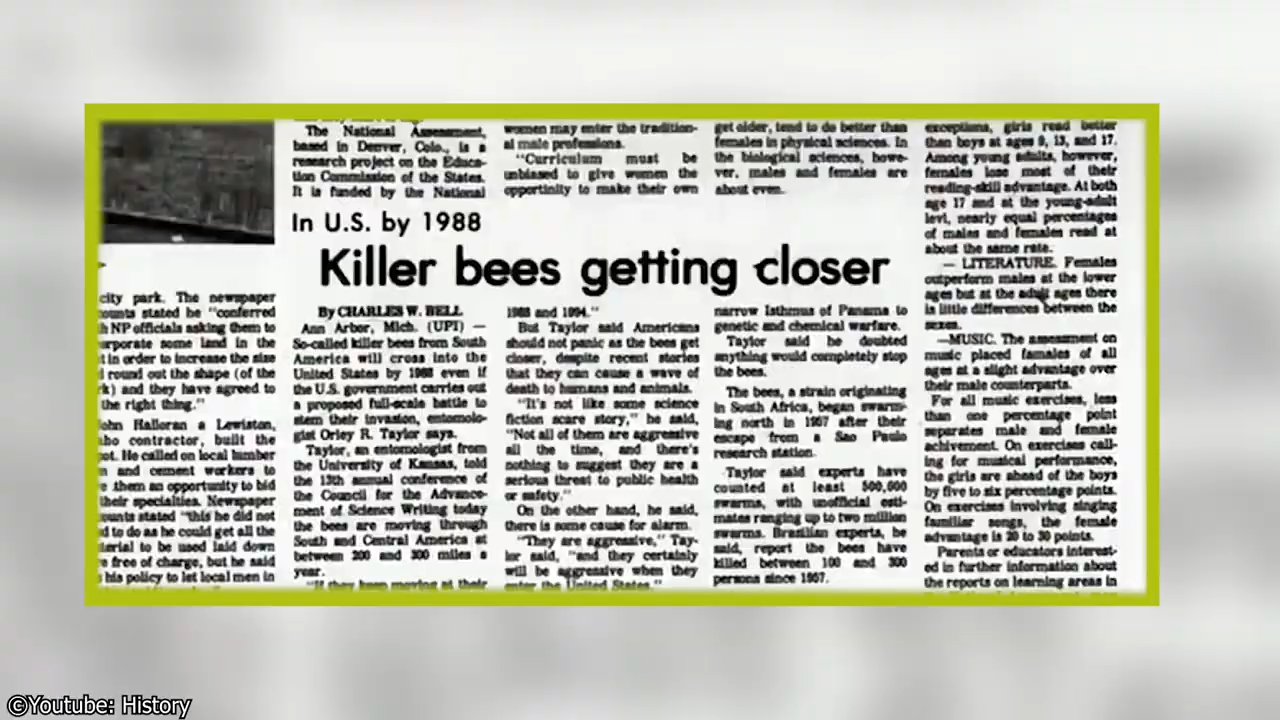 The National Assessment,
based in Denver, Colo., is a
research project on the Educa-
tion Commission of the States.
It is funded by the National
women may enter the tradition-
al male professions.
"Curriculum must be
unbiased to give women the
opportinity to make their own
get older, tend to do better than
females in physical sciences. In
the biological sciences, howe-
ver, males and females are
about even.
In U.S. by 1988
Killer bees getting closer
city park. The newspaper
stated he "conferred
NP officials asking them to
some land in the
in order to increase the size
round out the shape (of the
and they have agreed to
the right thing."
Halloran a Lewiston,
contractor, built the
He called on local lumber
and cement workers to
them an opportunity to bid
their specialties. Newspaper
stated "this he did not
to do as he could get all the
to be used laid down
free of charge, but he said
his policy to let local men in
By CHARLES W. BELL
Ann Arbor, Mich. (UPI) —
So-called killer bees from South
America will cross into the
United States by 1988 even if
the U.S. government carries out
a proposed full-scale battle to
stem their invasion, entomolo-
gist Orley R. Taylor says.
Taylor, an entomologist from
the University of Kansas, told
the 13th annual conference of
the Council for the Advance-
ment of Science Writing today
the bees are moving through
South and Central America at
between 200 and 300 miles a
year.
"If they keep moving at their
1988 and 1994."
But Taylor said Americans
should not panic as the bees get
closer, despite recent stories
that they can cause a wave of
death to humans and animals.
"It's not like some science
fiction scare story," he said,
"Not all of them are aggressive
all the time, and there's
nothing to suggest they are a
serious threat to public health
or safety."
On the other hand, he said,
there is some cause for alarm.
"They are aggressive," Tay-
lor said, "and they certainly
will be aggressive when they
enter the United States."
narrow Isthmus of Panama to
genetic and chemical warfare.
Taylor said he doubted
anything would completely stop
the bees.
The bees, a strain originating
in South Africa, began swarm-
ing north in 1957 after their
escape from a Sao Paulo
research station.
Taylor said experts have
counted at least 500,000
swarms, with unofficial esti-
mates ranging up to two million
swarms. Brazilian experts, he
said, report the bees have
killed between 100 and 300
persons since 1957.
exceptions, girls read better
than boys at ages 9, 13, and 17.
Among young adults, however,
females lose most of their
reading-skill advantage. At both
age 17 and at the young-adult
levl, nearly equal percentages
of males and females read at
about the same rate.
— LITERATURE. Females
outperform males at the lower
ages but at the adult ages there
is little differences between the
sexes.
—MUSIC. The assessment on
music placed famales of all
ages at a slight advantage over
their male counterparts.
For all music exercises, less
than one percentage point
separates male and female
achivement. On exercises call-
ing for musical performance,
the girls are ahead of the boys
by five to six percentage points.
On exercises involving singing
familiar songs, the female
advantage is 20 to 30 points.
Parents or educators interest-
ed in further information about
the reports on learning areas in
©Youtube: History